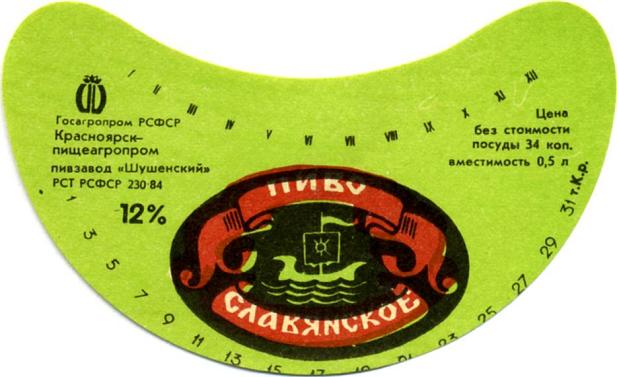 I II III IV V VI VII VIII IX X XI XII
Госагропром РСФСР
Красноярск-
пищеагропром
пивзавод «Шушенский»
РСТ РСФСР 230-84
12%
Цена
без стоимости
посуды 34 коп.
вместимость 0,5 л
ПИВО
СЛАВЯНСКОЕ
1 3 5 7 9 11 13 15 17 19 21 23 25 27 29 31 т.К.р.